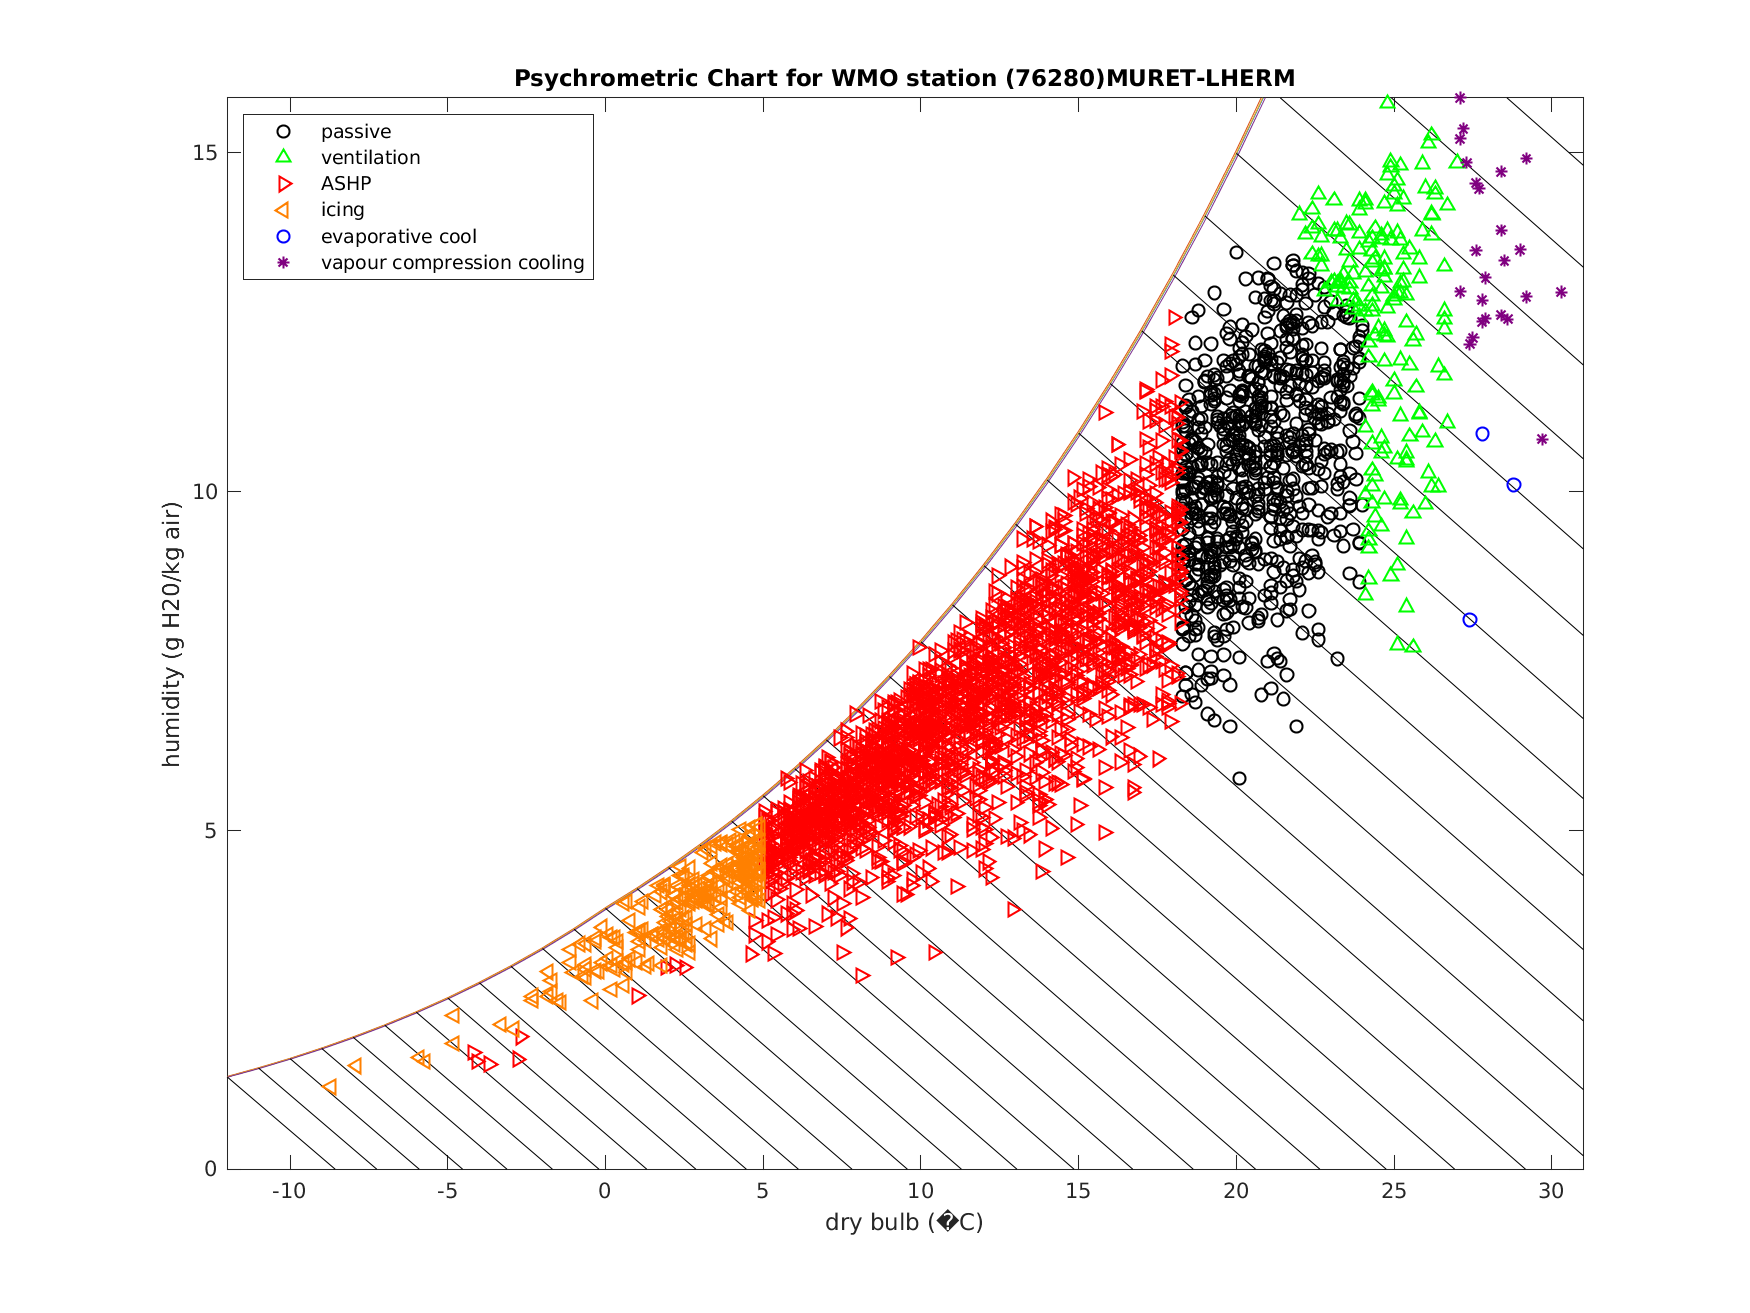 Psychrometric Chart for WMO station (76280)MURET-LHERM
passive
ventilation
ASHP
icing
evaporative cool
vapour compression cooling
15
10
5
0
humidity (g H20/kg air)
-10 -5 0 5 10 15 20 25 30
dry bulb (�C)